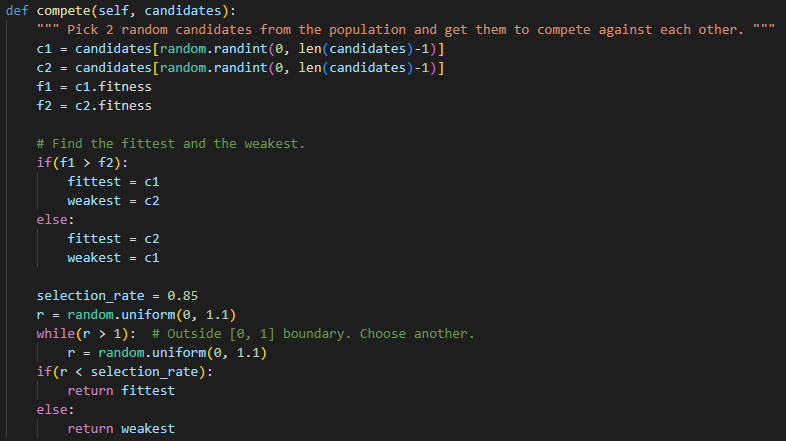 def compete(self, candidates):
    """ Pick 2 random candidates from the population and get them to compete against each other. """
    c1 = candidates[random.randint(0, len(candidates)-1)]
    c2 = candidates[random.randint(0, len(candidates)-1)]
    f1 = c1.fitness
    f2 = c2.fitness

    # Find the fittest and the weakest.
    if(f1 > f2):
        fittest = c1
        weakest = c2
    else:
        fittest = c2
        weakest = c1

    selection_rate = 0.85
    r = random.uniform(0, 1.1)
    while(r > 1):  # Outside [0, 1] boundary. Choose another.
        r = random.uniform(0, 1.1)
    if(r < selection_rate):
        return fittest
    else:
        return weakest